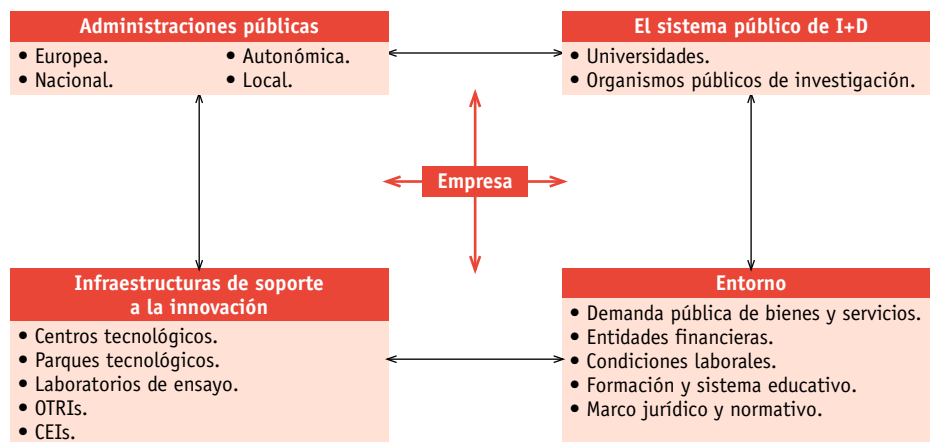 Administraciones públicas
• Europea.
• Nacional.
• Autonómica.
• Local.
El sistema público de I+D
• Universidades.
• Organismos públicos de investigación.
Empresa
Infraestructuras de soporte
a la innovación
• Centros tecnológicos.
• Parques tecnológicos.
• Laboratorios de ensayo.
• OTRIs.
• CEIs.
Entorno
• Demanda pública de bienes y servicios.
• Entidades financieras.
• Condiciones laborales.
• Formación y sistema educativo.
• Marco jurídico y normativo.